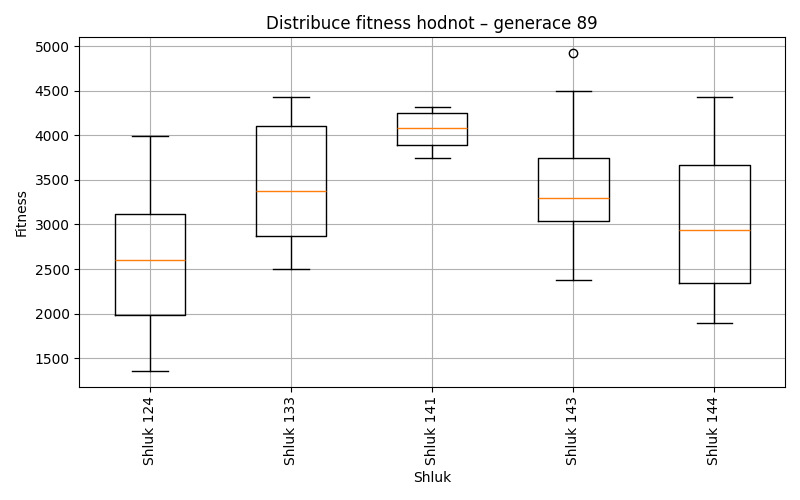 Distribuce fitness hodnot – generace 89
Fitness
5000
4500
4000
3500
3000
2500
2000
1500
Shluk 124
Shluk 133
Shluk 141
Shluk 143
Shluk 144
Shluk